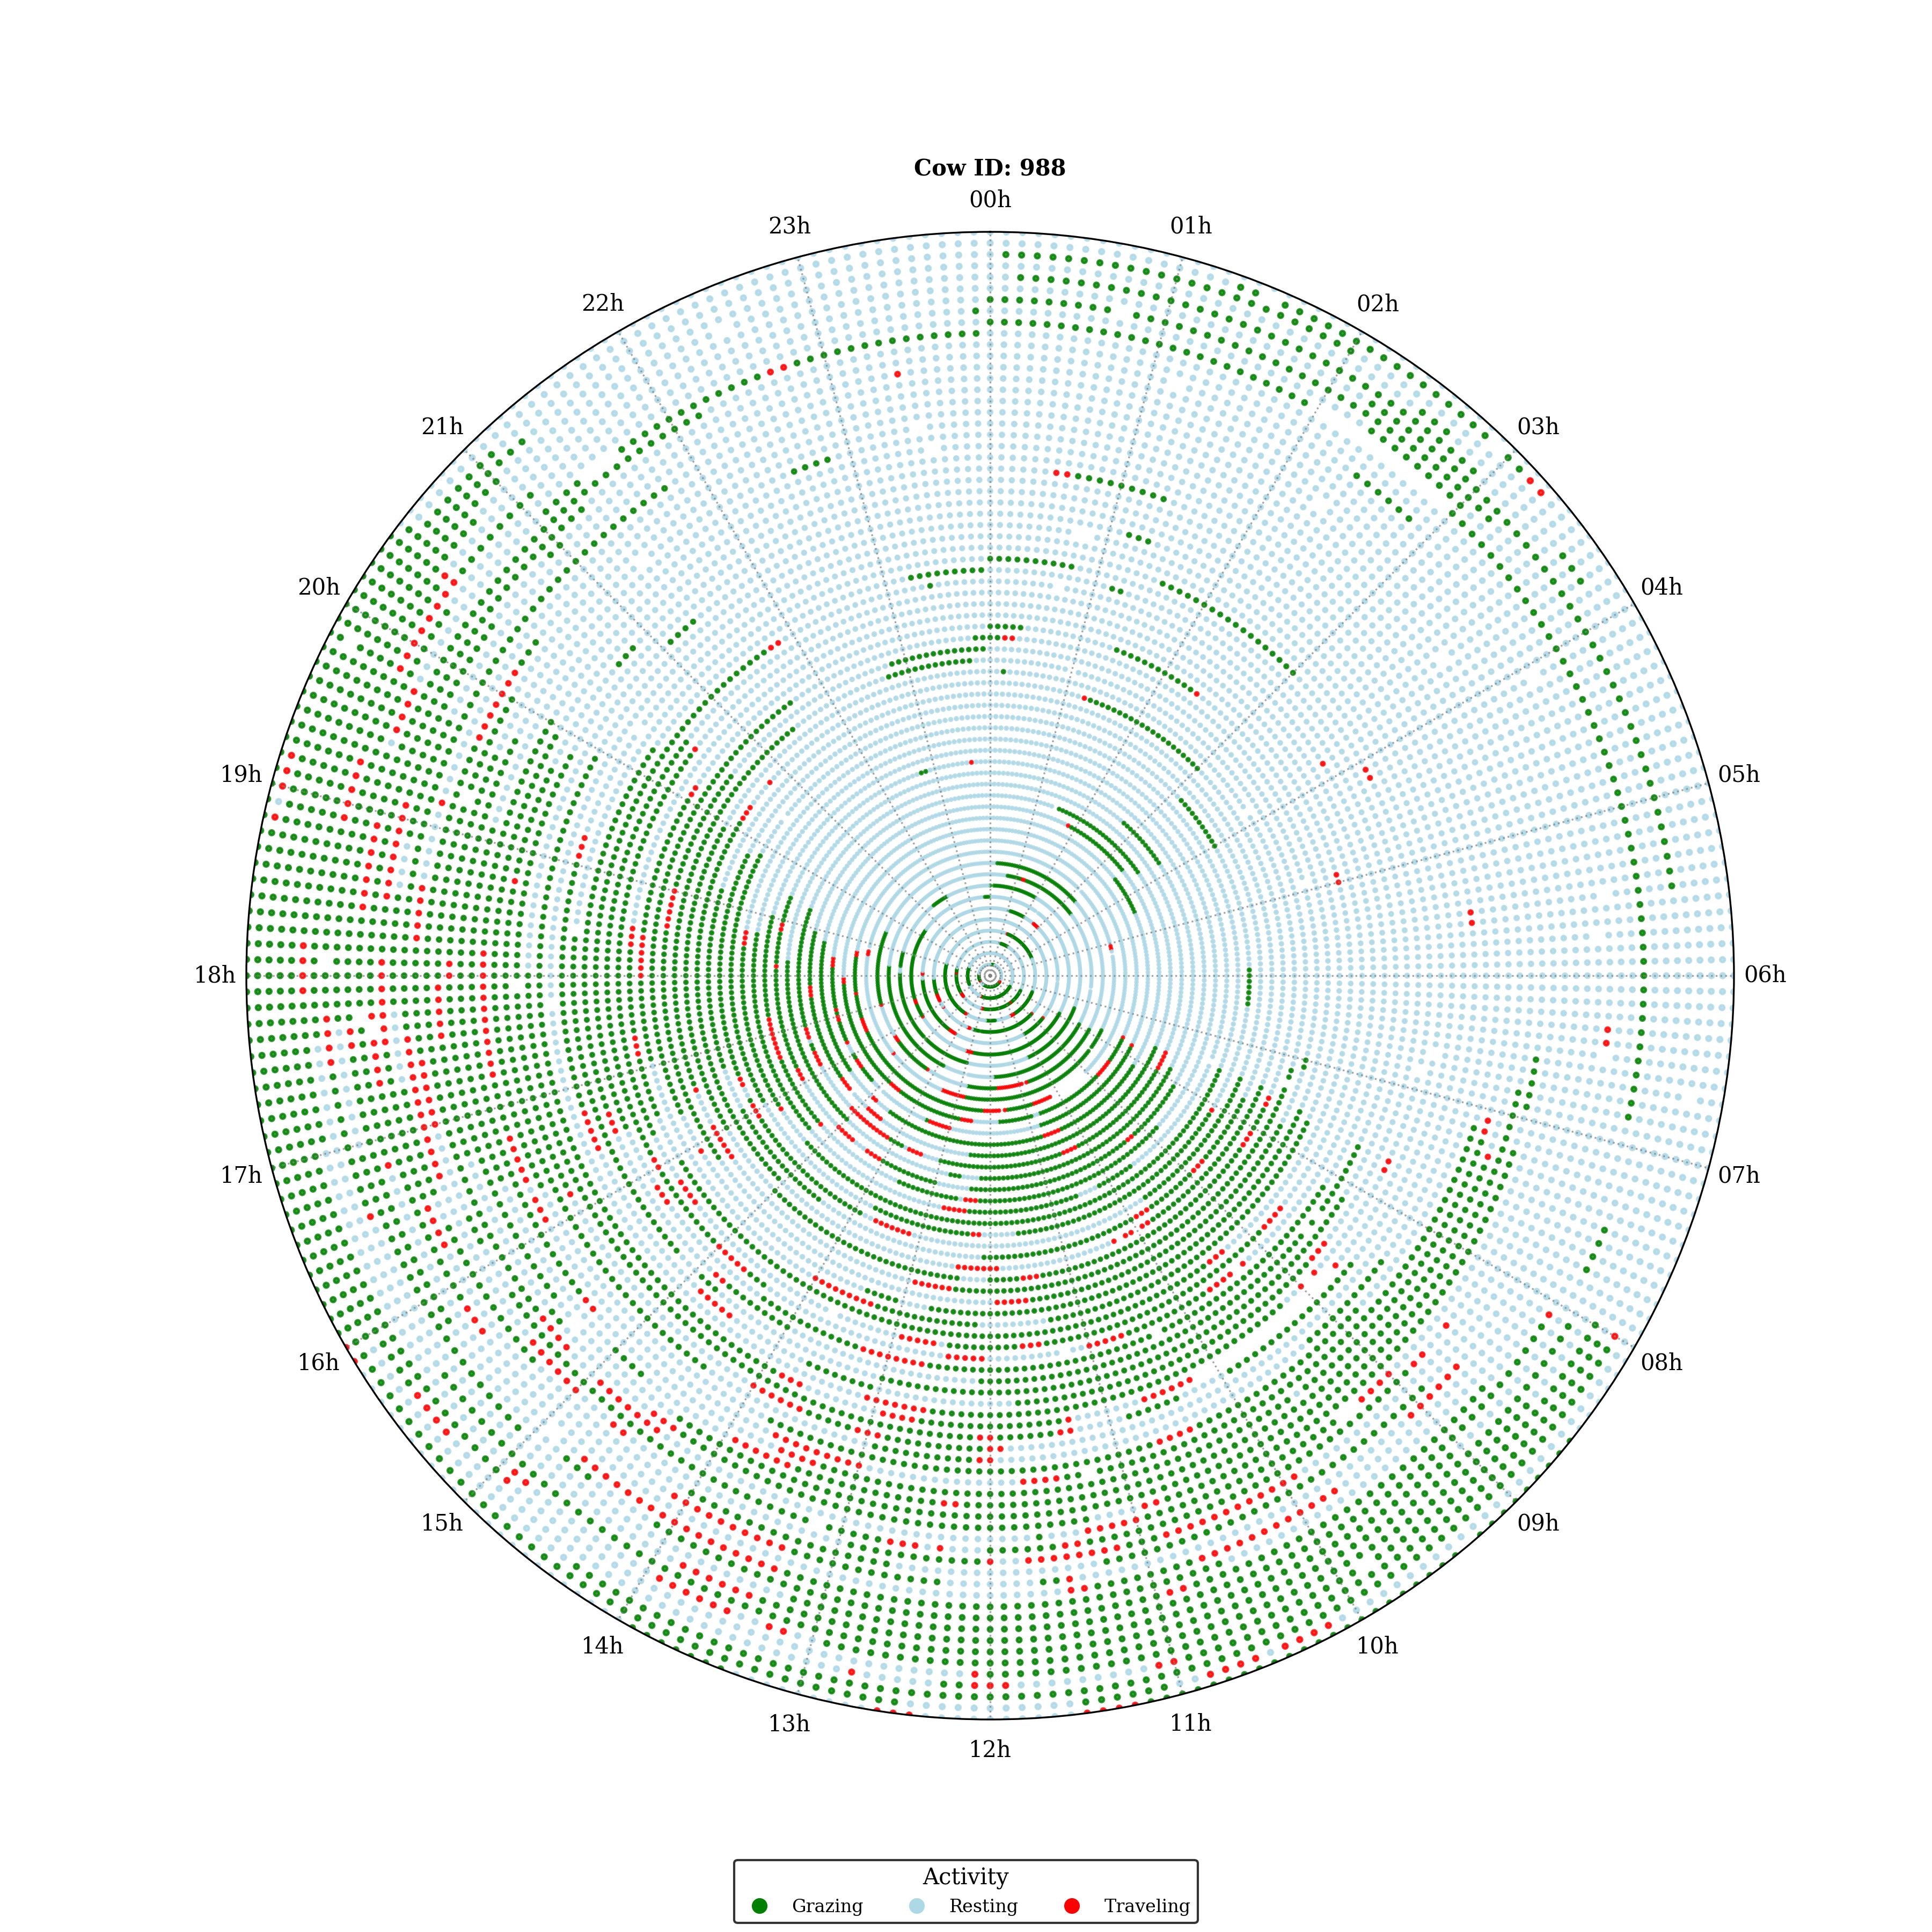 Cow ID: 988
00h
23h
01h
22h
02h
21h
03h
20h
04h
19h
05h
18h
06h
17h
07h
16h
08h
15h
09h
14h
10h
13h
11h
12h
Activity
Grazing Resting Traveling